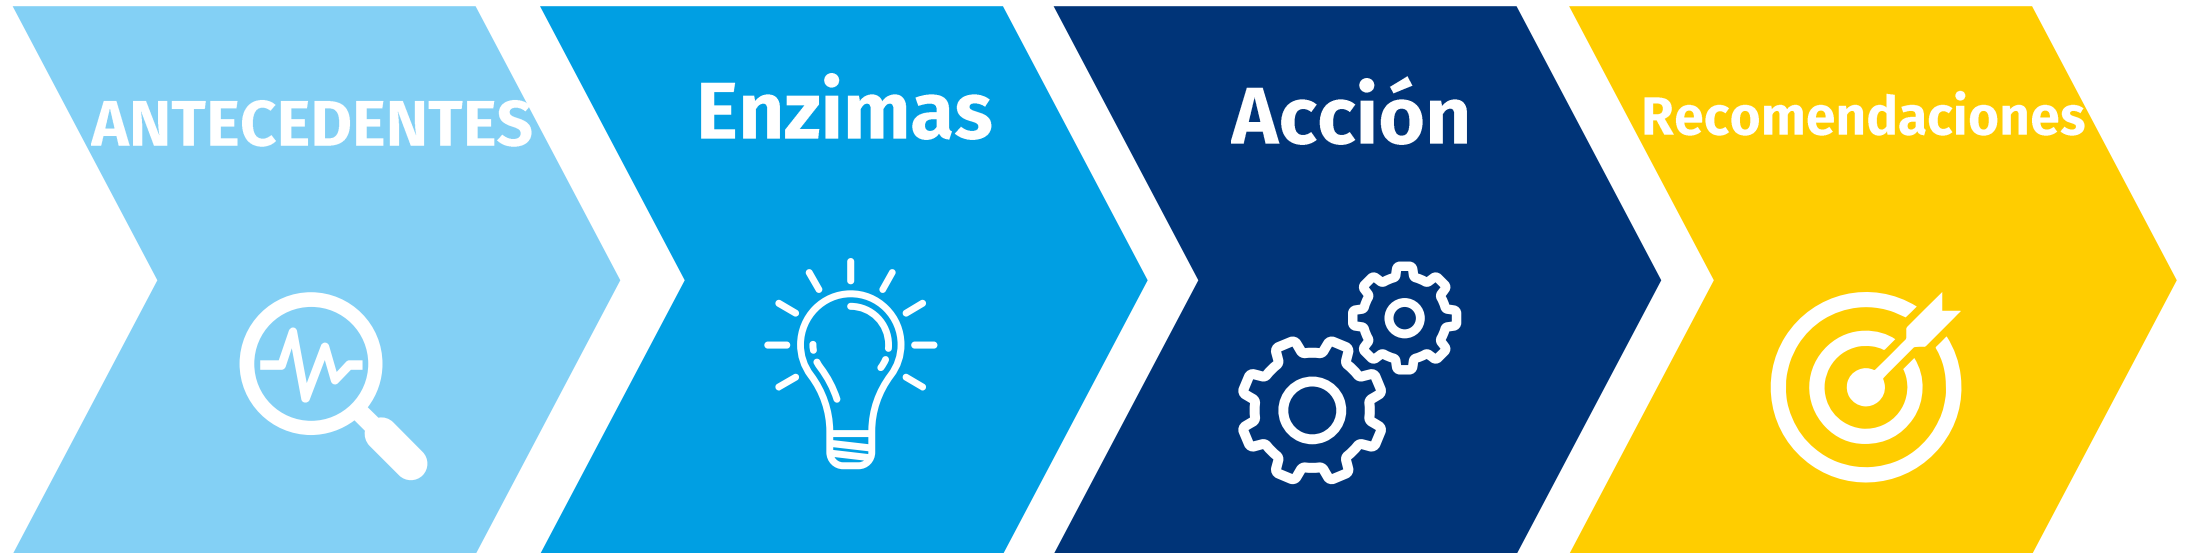 ANTECEDENTES
Enzimas
Acción
Recomendaciones